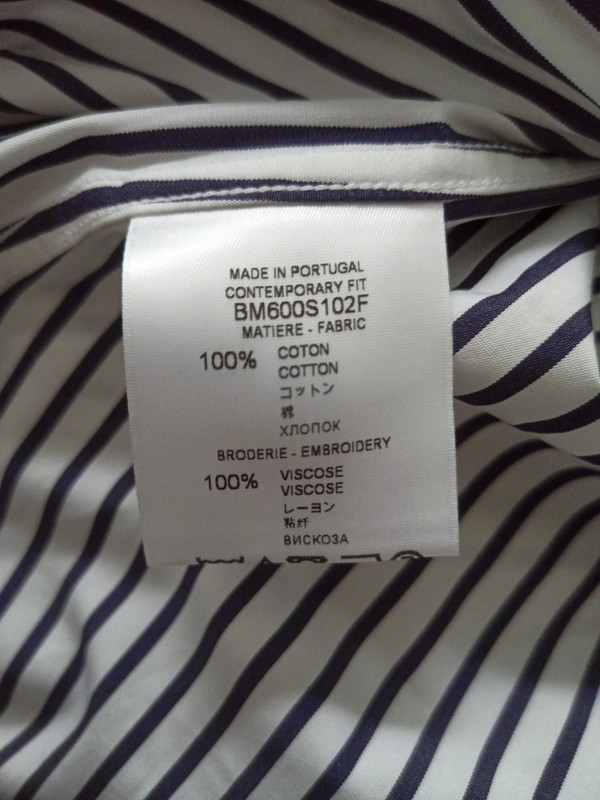 MADE IN PORTUGAL
CONTEMPORARY FIT
BM600S102F
MATIERE - FABRIC
100% COTON
COTTON
コットン
棉
ХЛОПОК
BRODERIE - EMBROIDERY
100% VISCOSE
VISCOSE
レーヨン
粘纤
ВИСКОЗА